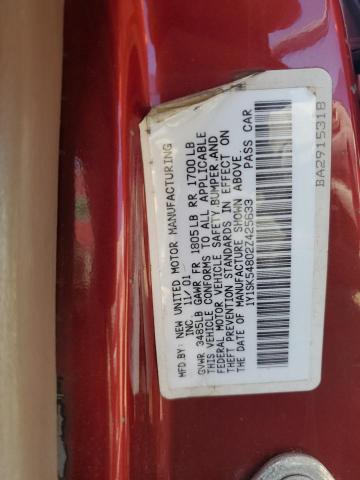 MFD.BY: NEW UNITED MOTOR MANUFACTURING
INC 11/01
GVWR 3485LB GAWR FR 1805LB RR 1700LB
THIS VEHICLE CONFORMS TO ALL APPLICABLE
FEDERAL MOTOR VEHICLE SAFETY BUMPER,AND
THEFT PREVENTION STANDARDS IN EFFECT ON
THE DATE OF MANUFACTURE SHOWN ABOVE.
1Y1SK54802Z425633 PASS CAR
BA2915318